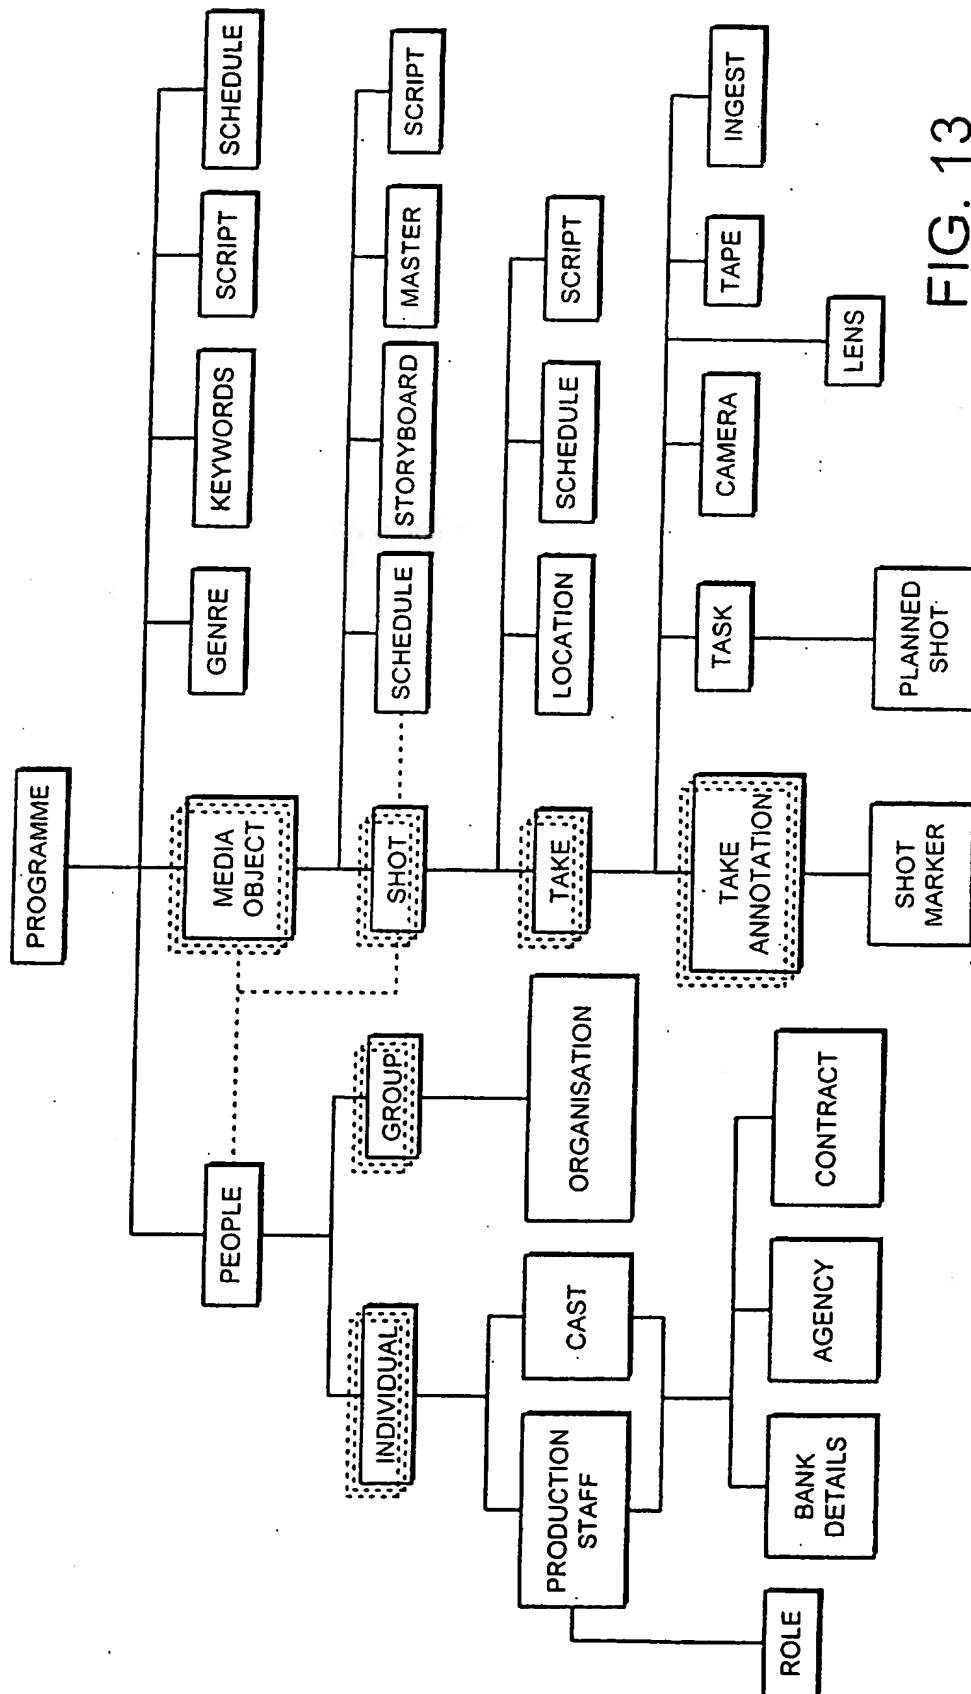 PROGRAMME
PEOPLE
MEDIA
OBJECT
GENRE
KEYWORDS
SCRIPT
SCHEDULE
INDIVIDUAL
GROUP
SHOT
SCHEDULE
STORYBOARD
MASTER
SCRIPT
PRODUCTION
STAFF
CAST
ORGANISATION
TAKE
LOCATION
SCHEDULE
SCRIPT
ROLE
BANK
DETAILS
AGENCY
CONTRACT
TAKE
ANNOTATION
TASK
CAMERA
LENS
TAPE
INGEST
SHOT
MARKER
PLANNED
SHOT
FIG. 13